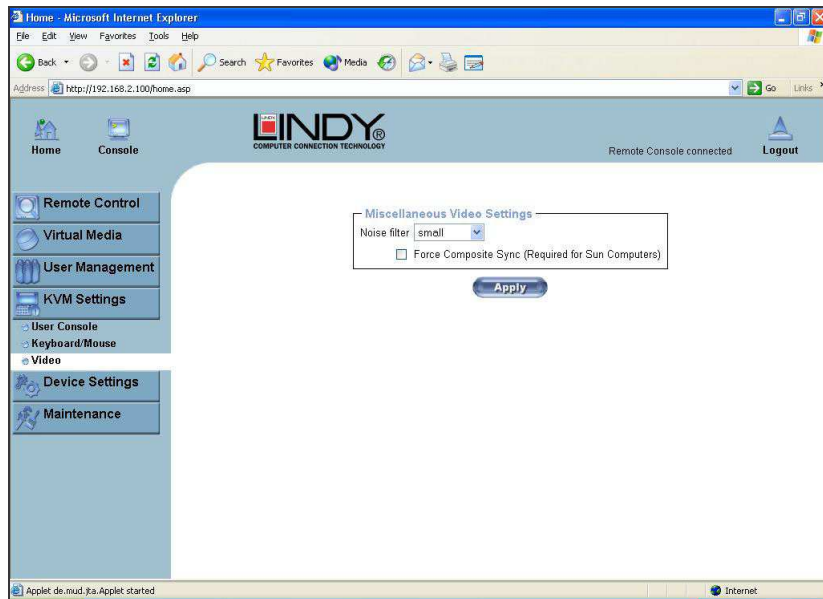 Home - Microsoft Internet Explorer
File Edit View Favorites Tools Help
Back Search Favorites Media
Address http://192.168.2.100/home.asp Go Links
LINDY®
COMPUTER CONNECTION TECHNOLOGY
Home Console Remote Console connected Logout
Remote Control
Virtual Media
User Management
KVM Settings
User Console
Keyboard/Mouse
Video
Device Settings
Maintenance
Miscellaneous Video Settings
Noise filter small
Force Composite Sync (Required for Sun Computers)
Apply
Applet de.mud.jta.Applet started Internet